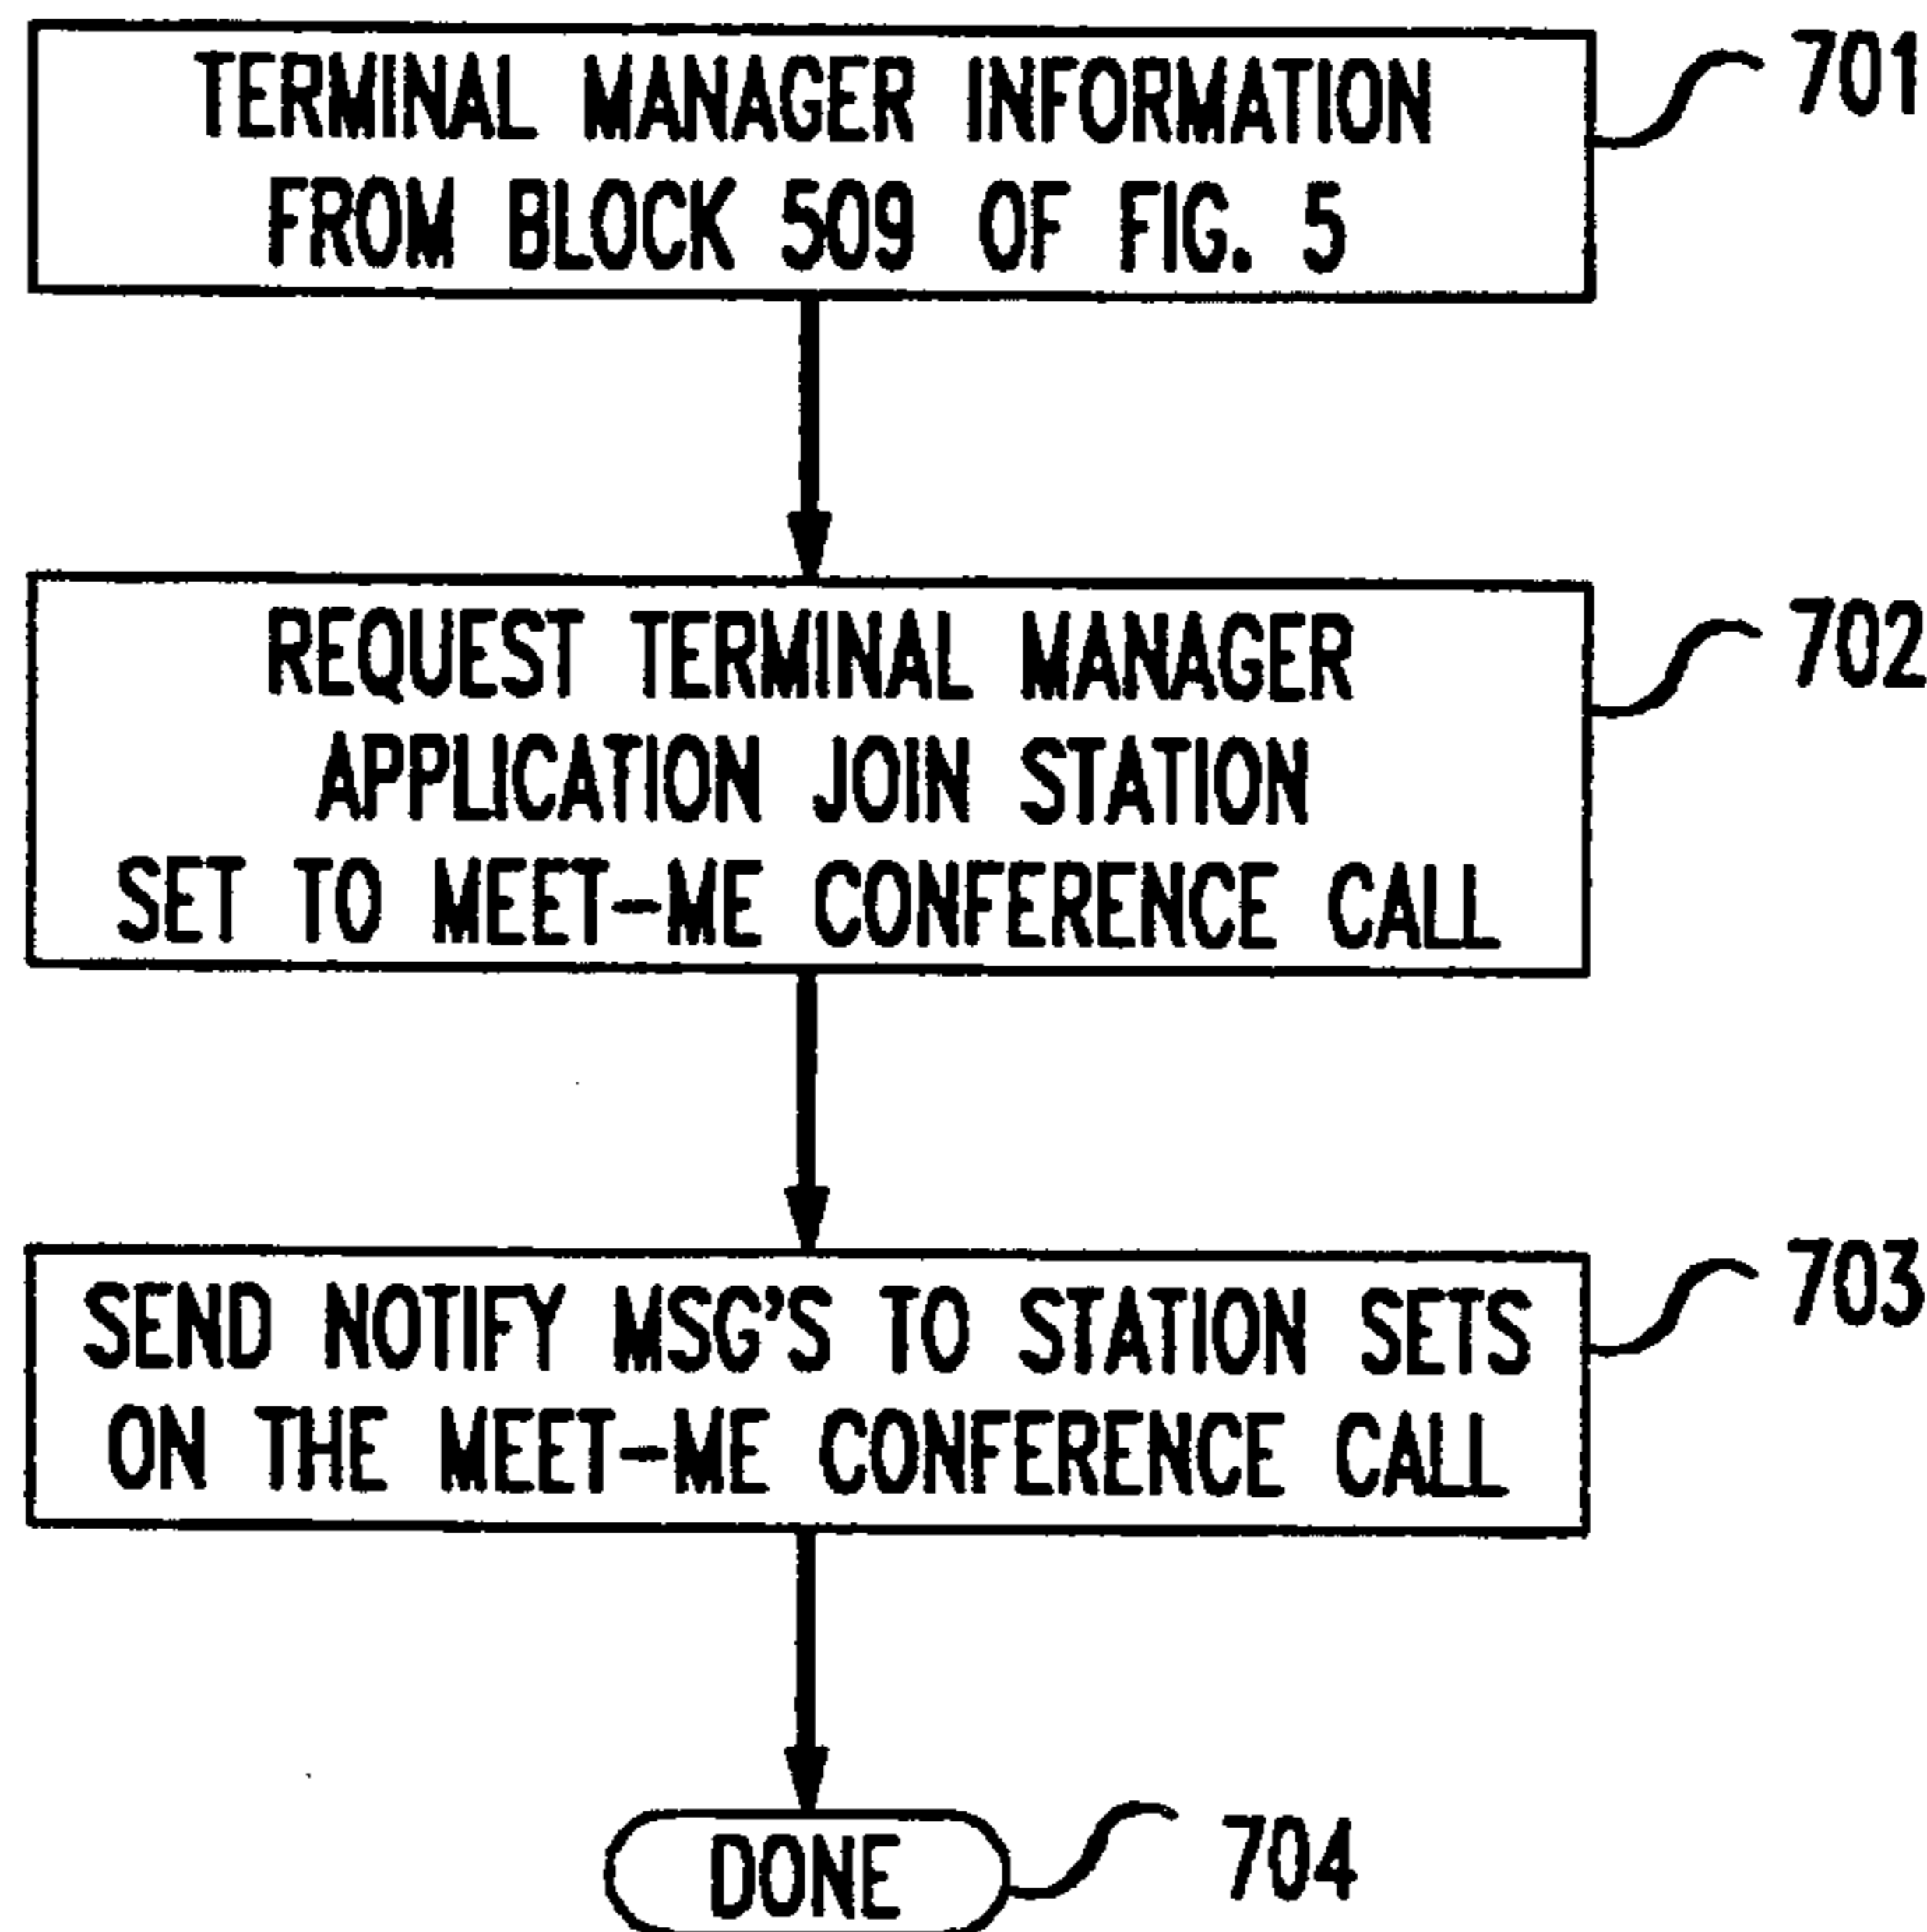 TERMINAL MANAGER INFORMATION
FROM BLOCK 509 OF FIG. 5
701
REQUEST TERMINAL MANAGER
APPLICATION JOIN STATION
SET TO MEET-ME CONFERENCE CALL
702
SEND NOTIFY MSG'S TO STATION SETS
ON THE MEET-ME CONFERENCE CALL
703
DONE
704